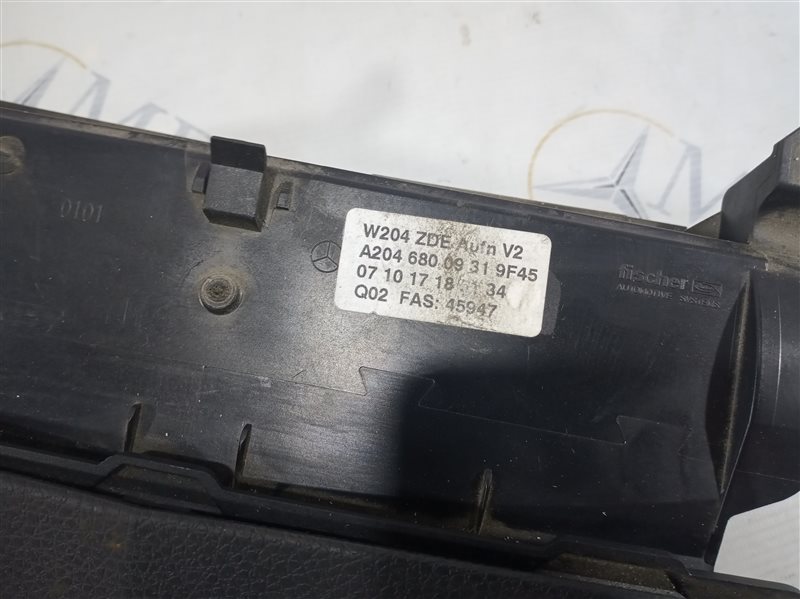 0101
W204 ZDE Aufn V2
A204 680 09 31 9F45
07 10 17 18 34
Q02 FAS: 45947
fischer
AUTOMOTIVE SYSTEMS